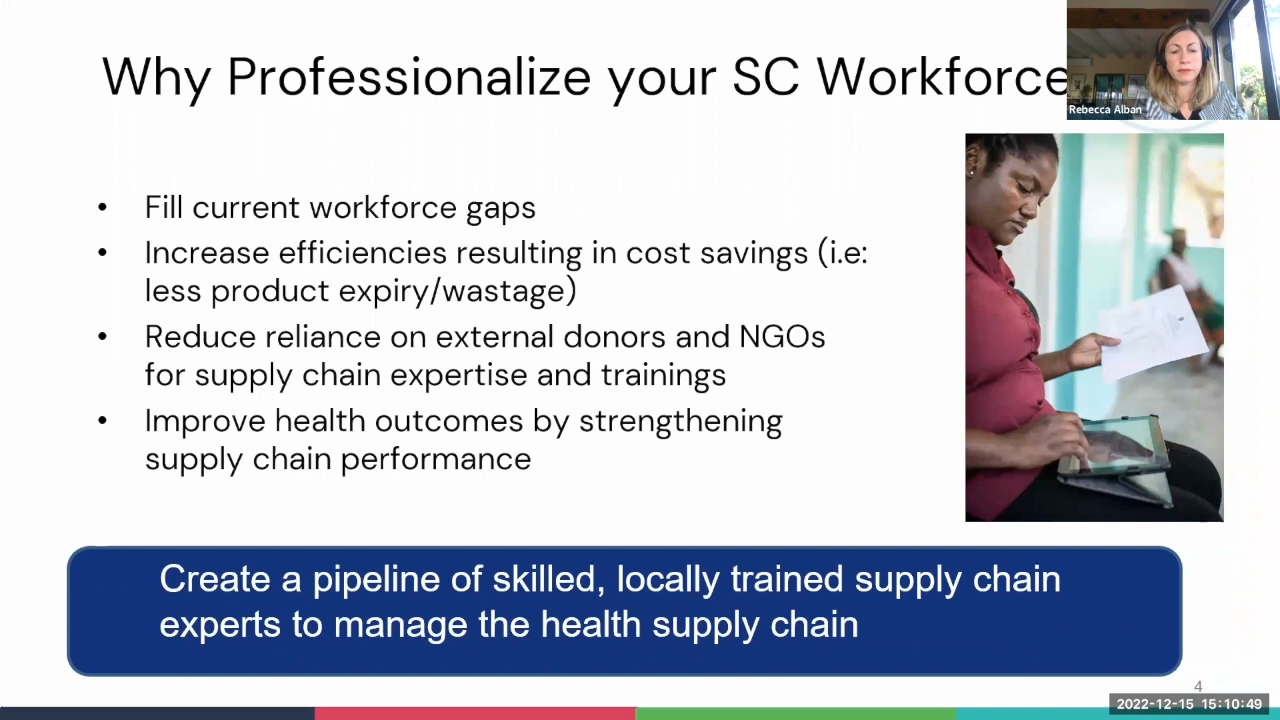 Why Professionalize your SC Workforce
Rebecca Alban
• Fill current workforce gaps
• Increase efficiencies resulting in cost savings (i.e:
less product expiry/wastage)
• Reduce reliance on external donors and NGOs
for supply chain expertise and trainings
• Improve health outcomes by strengthening
supply chain performance
Create a pipeline of skilled, locally trained supply chain
experts to manage the health supply chain
4
2022-12-15 15:10:49